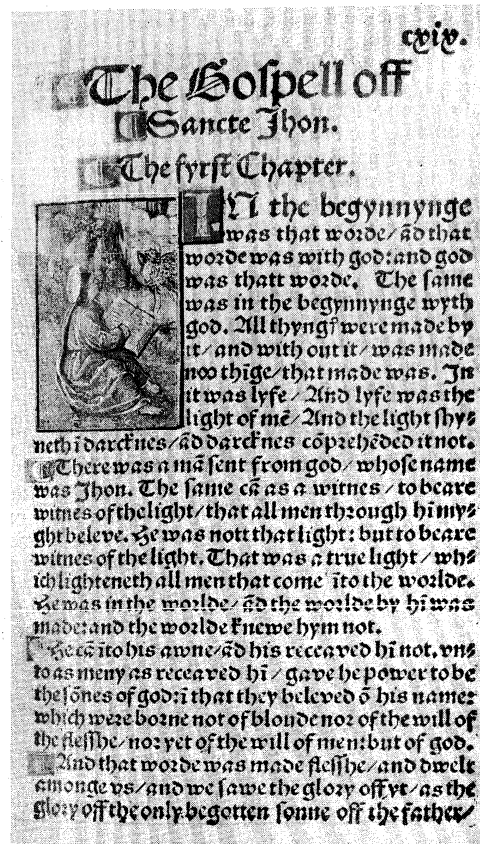 cxix.
The Gospell off
Sancte Jhon.
The fyrst Chapter.
IN the begynnynge
was that worde/ ād that
worde was with god: and god
was thatt worde. The same
was in the begynnynge wyth
god. All thyngꝭ were made by
it/ and with out it/ was made
noo thīge/ that made was. In
it was lyfe/ And lyfe was the
light of mē/ And the light shy⸗
neth ī darcknes/ ād darcknes cōprehēded it not.
There was a mā sent from god/ whose name
was Jhon. The same cā as a witnes/ to beare
witnes of the light/ that all men through hī my⸗
ght beleve. He was nott that light: but to beare
witnes of the light. That was a true light/ wh⸗
ich lighteneth all men that come īto the worlde.
He was in the worlde/ ād the worlde by hī was
made: and the worlde knewe hym not.
He cā īto his awne/ ād his receaved hī not. vn⸗
to as meny as receaved hī/ gave he power to be
the sōnes of god: ī that they beleved ō his name:
which were borne not of bloude nor of the will of
the flesshe/ nor yet of the will of men: but of god.
And that worde was made flesshe/ and dwelt
amonge vs/ and we sawe the glory off yt/ as the
glory off the only begotten sonne off the father/